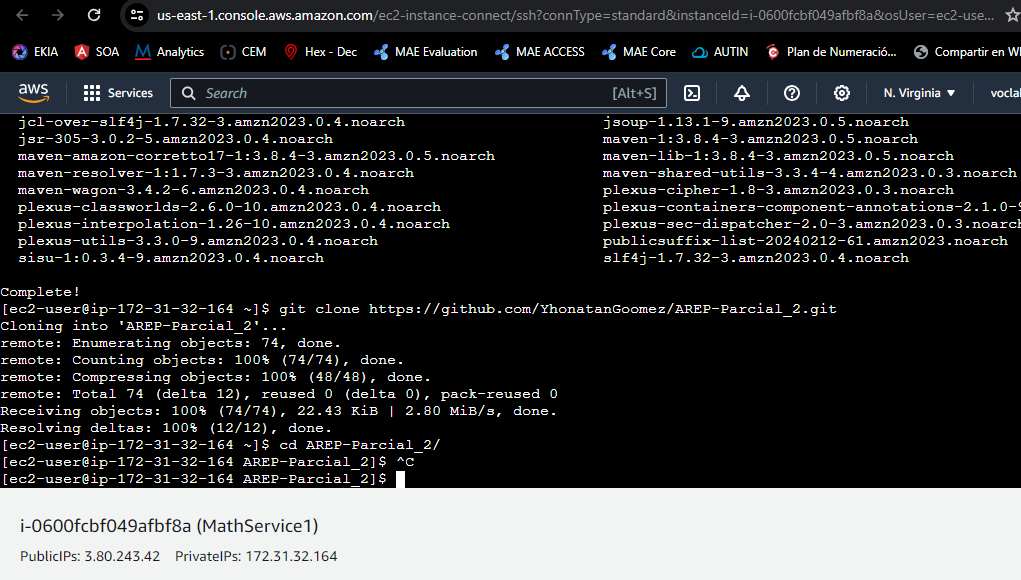 us-east-1.console.aws.amazon.com/ec2-instance-connect/ssh?connType=standard&instanceId=i-0600fcbf049afbf8a&osUser=ec2-use...
EKIA SOA Analytics CEM Hex - Dec MAE Evaluation MAE ACCESS MAE Core AUTIN Plan de Numeració... Compartir en WI
aws Services Search [Alt+S] N. Virginia voclab
jcl-over-slf4j-1.7.32-3.amzn2023.0.4.noarch jsoup-1.13.1-9.amzn2023.0.5.noarch
jsr-305-3.0.2-5.amzn2023.0.4.noarch maven-1:3.8.4-3.amzn2023.0.5.noarch
maven-amazon-corretto17-1:3.8.4-3.amzn2023.0.5.noarch maven-lib-1:3.8.4-3.amzn2023.0.5.noarch
maven-resolver-1:1.7.3-3.amzn2023.0.4.noarch maven-shared-utils-3.3.4-4.amzn2023.0.3.noarch
maven-wagon-3.4.2-6.amzn2023.0.4.noarch plexus-cipher-1.8-3.amzn2023.0.3.noarch
plexus-classworlds-2.6.0-10.amzn2023.0.4.noarch plexus-containers-component-annotations-2.1.0-9
plexus-interpolation-1.26-10.amzn2023.0.4.noarch plexus-sec-dispatcher-2.0-3.amzn2023.0.3.noarch
plexus-utils-3.3.0-9.amzn2023.0.4.noarch publicsuffix-list-20240212-61.amzn2023.noarch
sisu-1:0.3.4-9.amzn2023.0.4.noarch slf4j-1.7.32-3.amzn2023.0.4.noarch
Complete!
[ec2-user@ip-172-31-32-164 ~]$ git clone https://github.com/YhonatanGoomez/AREP-Parcial_2.git
Cloning into 'AREP-Parcial_2'...
remote: Enumerating objects: 74, done.
remote: Counting objects: 100% (74/74), done.
remote: Compressing objects: 100% (48/48), done.
remote: Total 74 (delta 12), reused 0 (delta 0), pack-reused 0
Receiving objects: 100% (74/74), 22.43 KiB | 2.80 MiB/s, done.
Resolving deltas: 100% (12/12), done.
[ec2-user@ip-172-31-32-164 ~]$ cd AREP-Parcial_2/
[ec2-user@ip-172-31-32-164 AREP-Parcial_2]$ ^C
[ec2-user@ip-172-31-32-164 AREP-Parcial_2]$
i-0600fcbf049afbf8a (MathService1)
PublicIPs: 3.80.243.42 PrivateIPs: 172.31.32.164